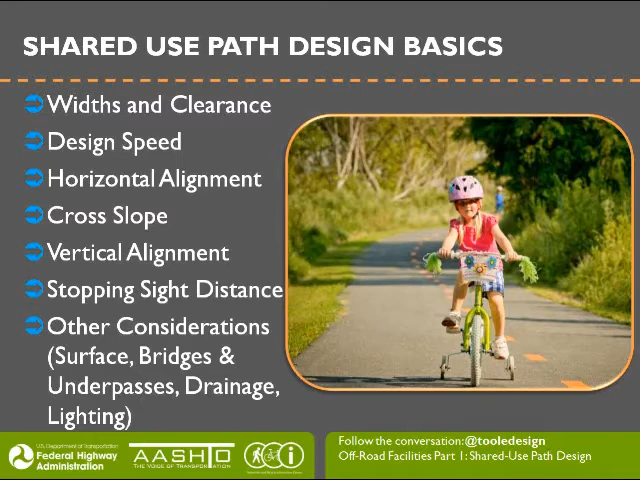 SHARED USE PATH DESIGN BASICS
Widths and Clearance
Design Speed
Horizontal Alignment
Cross Slope
Vertical Alignment
Stopping Sight Distance
Other Considerations
(Surface, Bridges &
Underpasses, Drainage,
Lighting)
U.S. Department of Transportation
Federal Highway
Administration
AASHTO
THE VOICE OF TRANSPORTATION
Follow the conversation: @tooledesign
Off-Road Facilities Part 1: Shared-Use Path Design